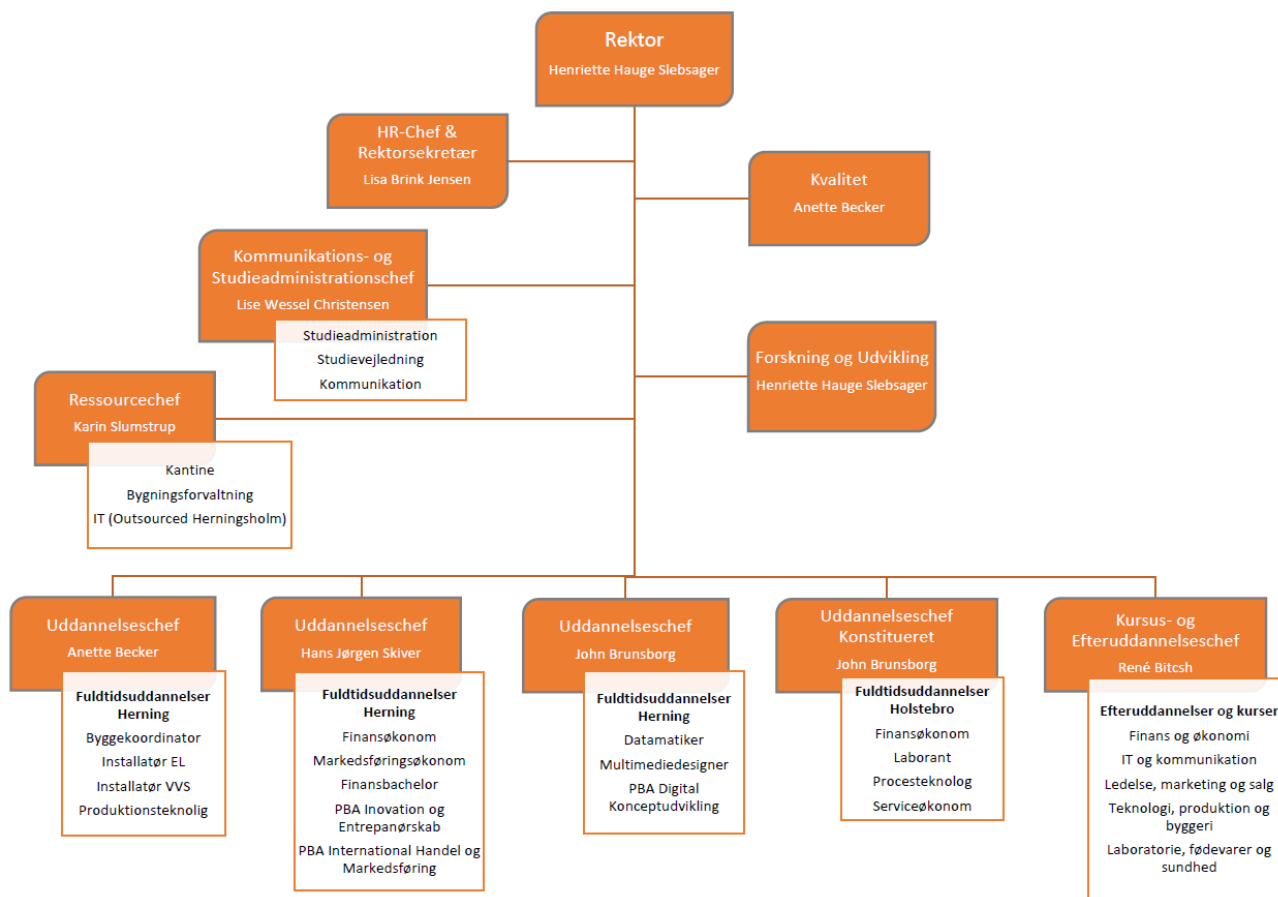 Rektor
Henriette Hauge Slebsager
HR-Chef &
Rektorsekretær
Lisa Brink Jensen
Kvalitet
Anette Becker
Kommunikations- og
Studieadministrationschef
Lise Wessel Christensen
Studieadministration
Studievejledning
Kommunikation
Forskning og Udvikling
Henriette Hauge Slebsager
Ressourcechef
Karin Slumstrup
Kantine
Bygningsforvaltning
IT (Outsourced Herningsholm)
Uddannelseschef
Anette Becker
Fuldtidsuddannelser
Herning
Byggekoordinator
Installatør EL
Installatør VVS
Produktionsteknolig
Uddannelseschef
Hans Jørgen Skiver
Fuldtidsuddannelser
Herning
Finansøkonom
Markedsføringsøkonom
Finansbachelor
PBA Inovation og
Entrepanørskab
PBA International Handel og
Markedsføring
Uddannelseschef
John Brunsborg
Fuldtidsuddannelser
Herning
Datamatiker
Multimediedesigner
PBA Digital
Konceptudvikling
Uddannelseschef
Konstitueret
John Brunsborg
Fuldtidsuddannelser
Holstebro
Finansøkonom
Laborant
Procesteknolog
Serviceøkonom
Kursus- og
Efteruddannelseschef
René Bitcsh
Efteruddannelser og kurser
Finans og økonomi
IT og kommunikation
Ledelse, marketing og salg
Teknologi, produktion og
byggeri
Laboratorie, fødevarer og
sundhed